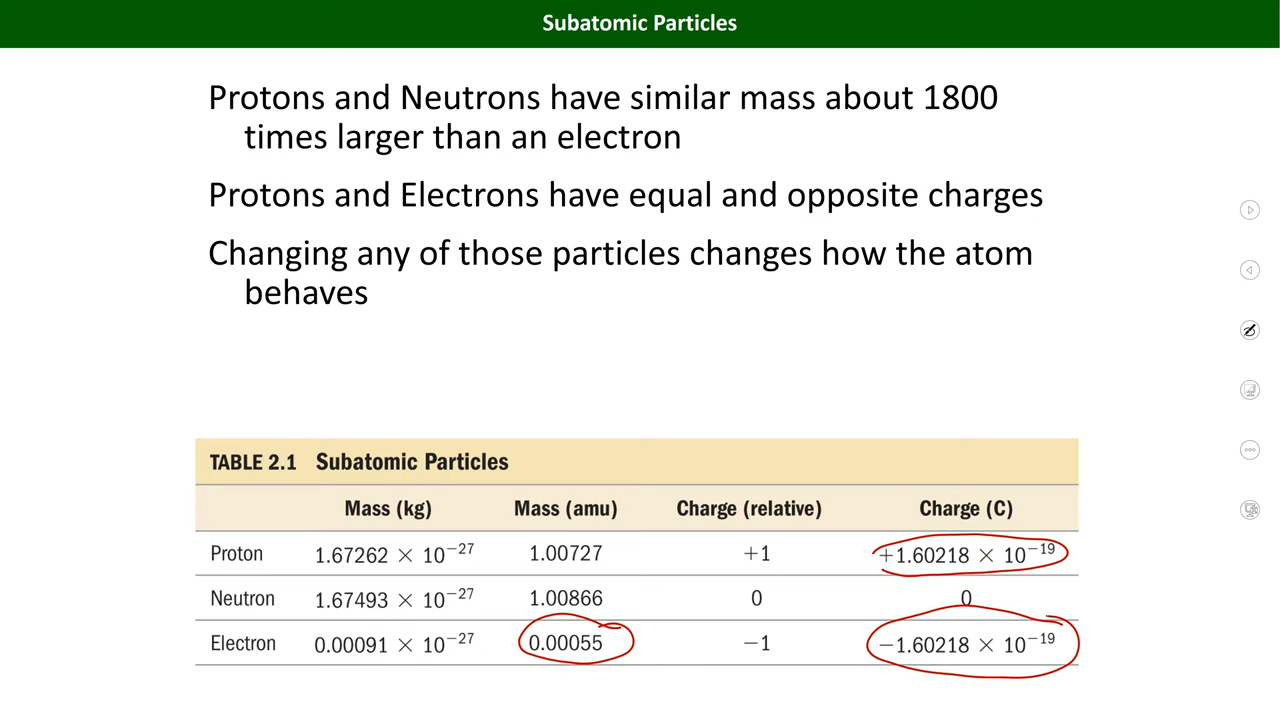 Subatomic Particles
Protons and Neutrons have similar mass about 1800
times larger than an electron
Protons and Electrons have equal and opposite charges
Changing any of those particles changes how the atom
behaves
TABLE 2.1 Subatomic Particles
Mass (kg) Mass (amu) Charge (relative) Charge (C)
Proton 1.67262 × 10⁻²⁷ 1.00727 +1 +1.60218 × 10⁻¹⁹
Neutron 1.67493 × 10⁻²⁷ 1.00866 0 0
Electron 0.00091 × 10⁻²⁷ 0.00055 −1 −1.60218 × 10⁻¹⁹